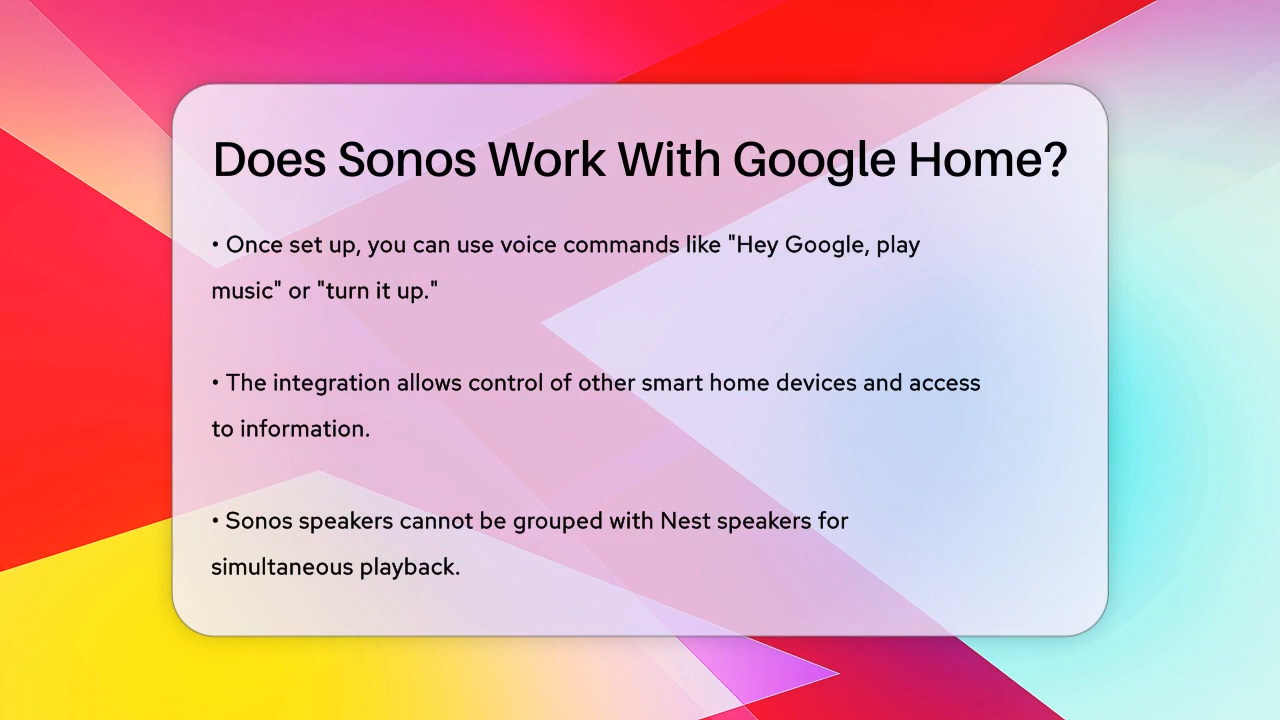 Does Sonos Work With Google Home?
• Once set up, you can use voice commands like "Hey Google, play
music" or "turn it up."
• The integration allows control of other smart home devices and access
to information.
• Sonos speakers cannot be grouped with Nest speakers for
simultaneous playback.